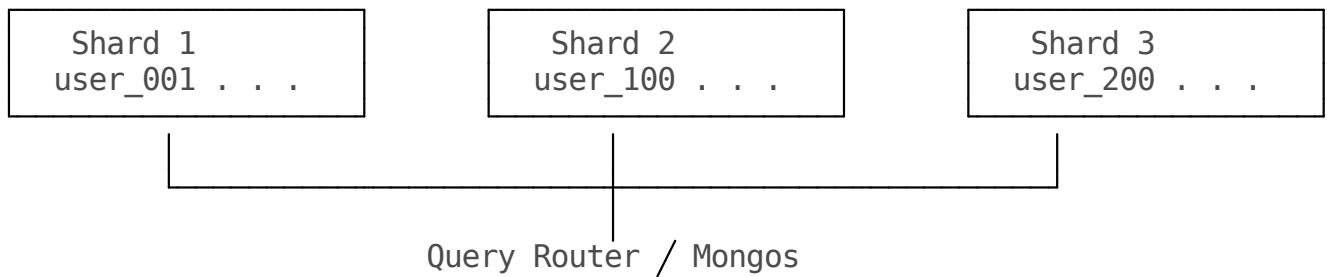 Shard 1
user_001 . . .
Shard 2
user_100 . . .
Shard 3
user_200 . . .
Query Router / Mongos